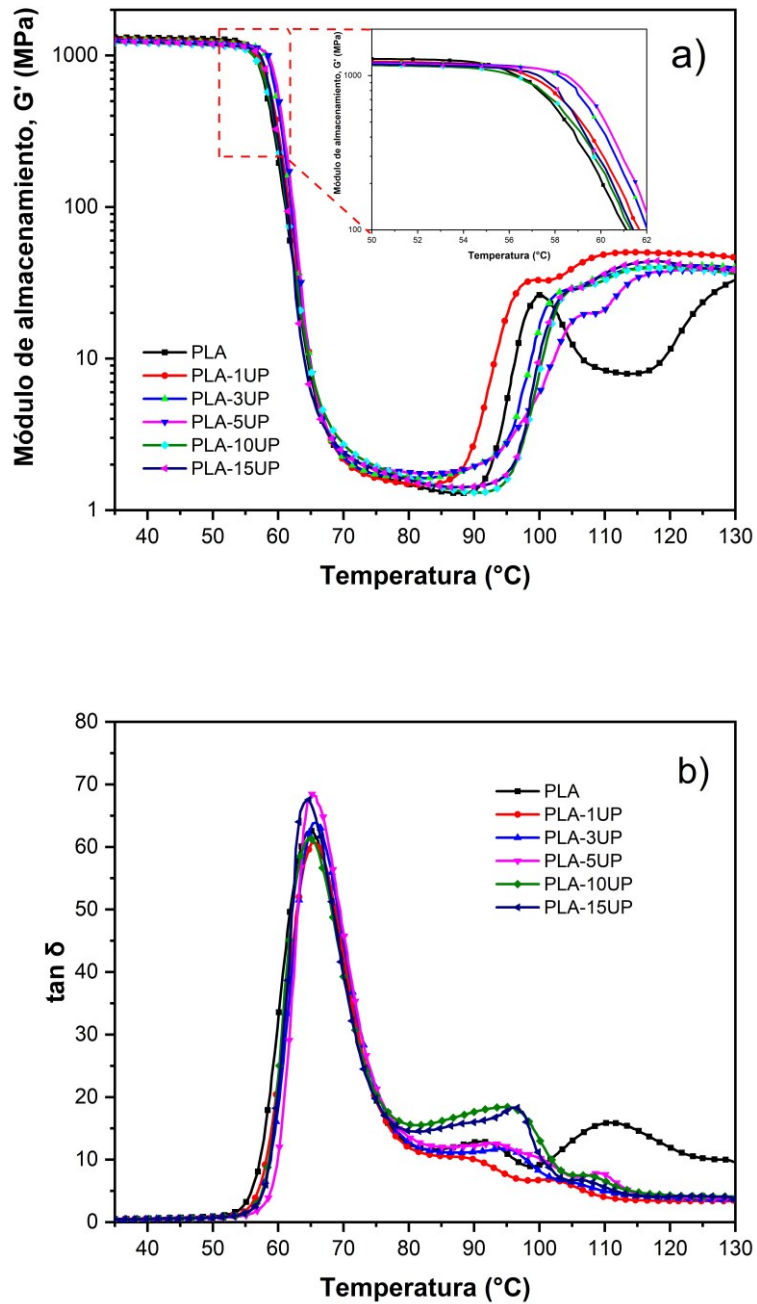 a)
Módulo de almacenamiento, G' (MPa)
1000
100
10
1
Módulo de almacenamiento, G' (MPa)
1000
100
50 52 54 56 58 60 62
Temperatura (°C)
PLA
PLA-1UP
PLA-3UP
PLA-5UP
PLA-10UP
PLA-15UP
40 50 60 70 80 90 100 110 120 130
Temperatura (°C)
b)
tan δ
80
70
60
50
40
30
20
10
0
PLA
PLA-1UP
PLA-3UP
PLA-5UP
PLA-10UP
PLA-15UP
40 50 60 70 80 90 100 110 120 130
Temperatura (°C)